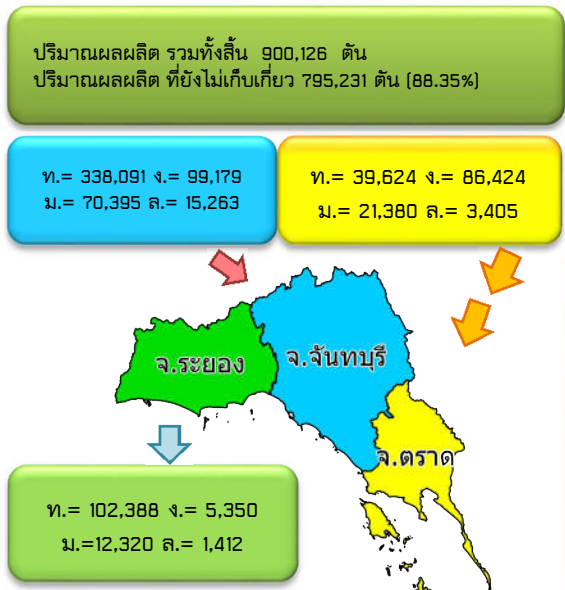 ปริมาณผลผลิต รวมทั้งสิ้น 900,126 ตัน
ปริมาณผลผลิต ที่ยังไม่เก็บเกี่ยว 795,231 ตัน (88.35%)
ท.= 338,091 ง.= 99,179
ม.= 70,395 ล.= 15,263
ท.= 39,624 ง.= 86,424
ม.= 21,380 ล.= 3,405
จ.ระยอง
จ.จันทบุรี
จ.ตราด
ท.= 102,388 ง.= 5,350
ม.=12,320 ล.= 1,412